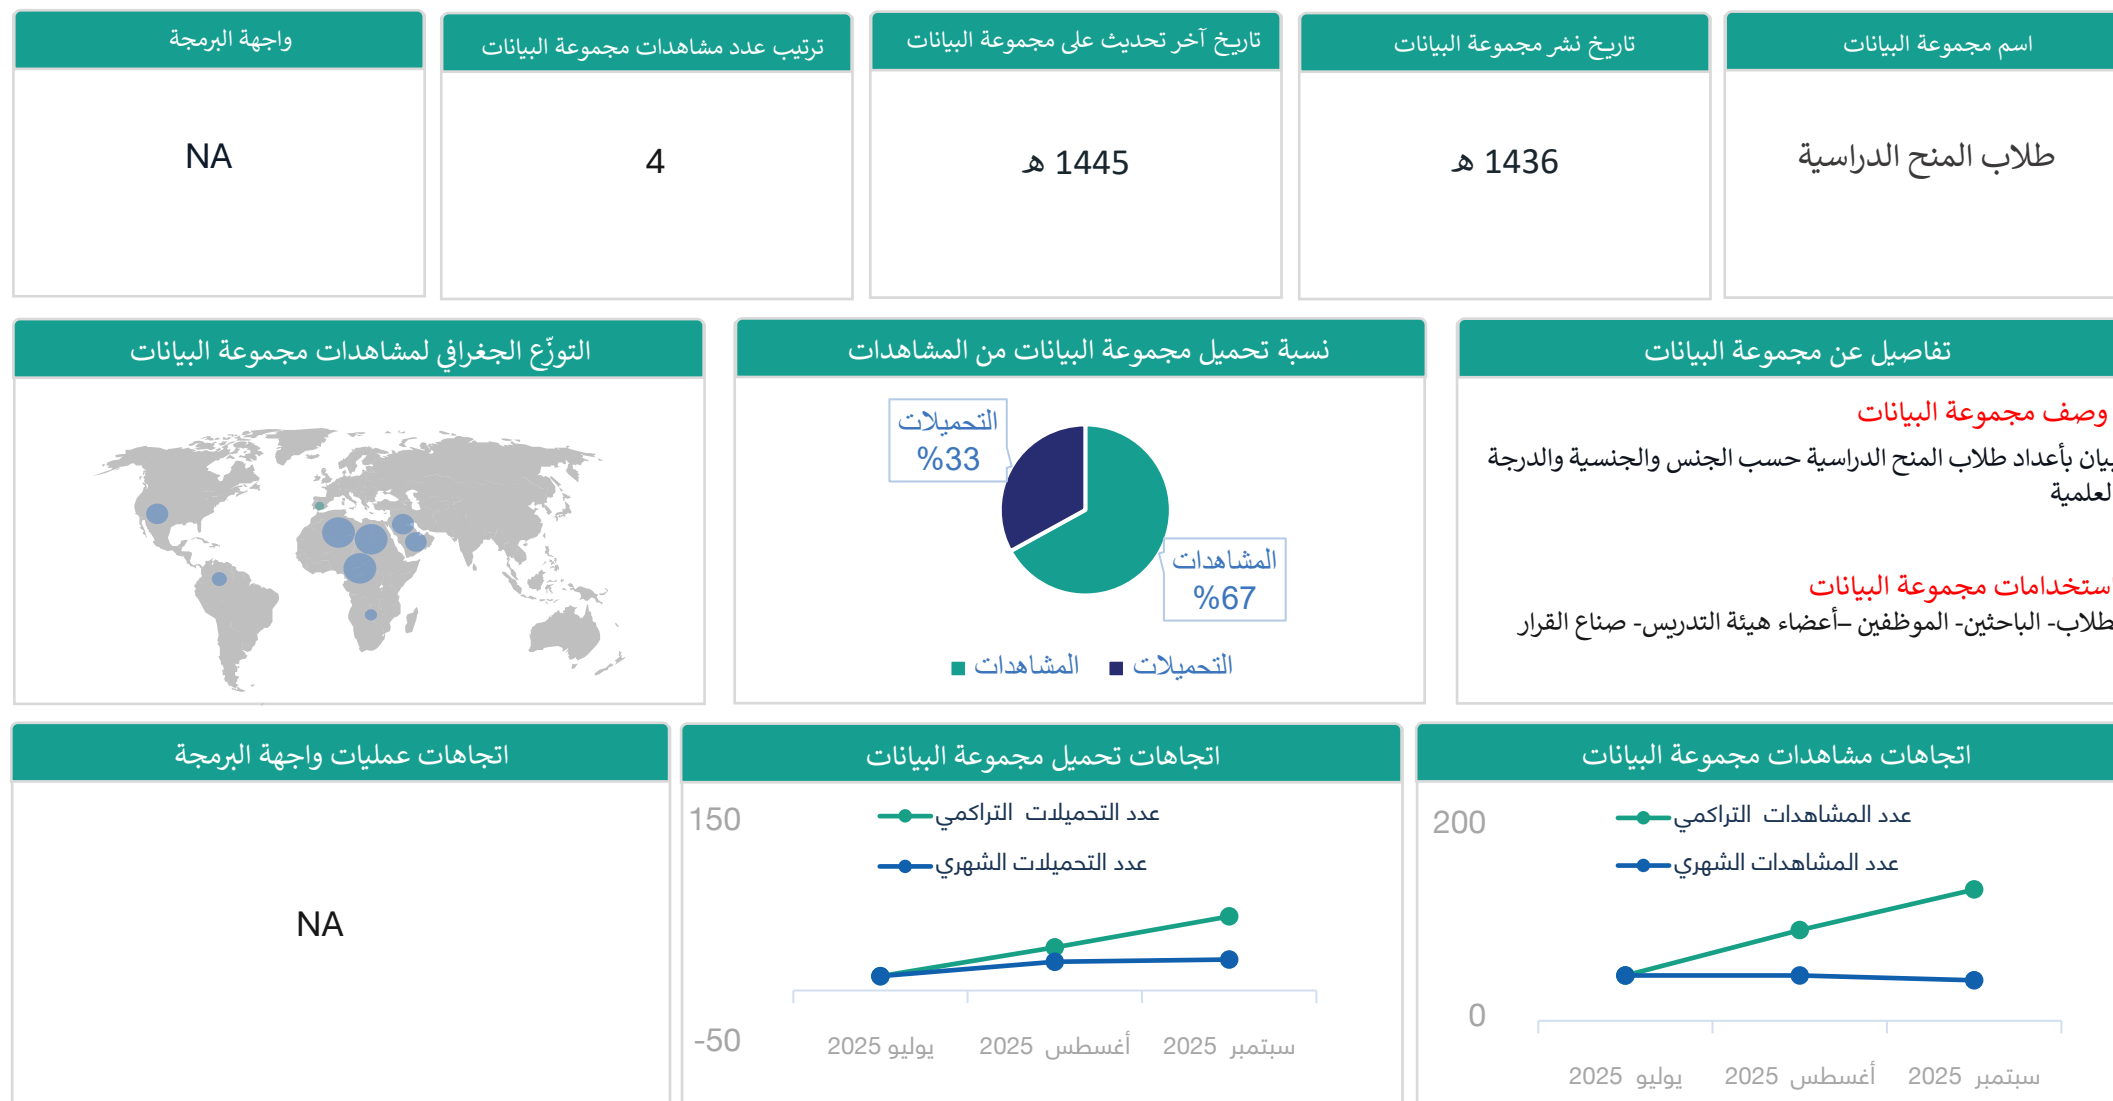 اسم مجموعة البيانات
طلاب المنح الدراسية
تاريخ نشر مجموعة البيانات
1436 هـ
تاريخ آخر تحديث على مجموعة البيانات
1445 هـ
ترتيب عدد مشاهدات مجموعة البيانات
4
واجهة البرمجة
NA
تفاصيل عن مجموعة البيانات
وصف مجموعة البيانات
بيان بأعداد طلاب المنح الدراسية حسب الجنس والجنسية والدرجة
لعلمية
ستخدامات مجموعة البيانات
طلاب- الباحثين- الموظفين –أعضاء هيئة التدريس- صناع القرار
نسبة تحميل مجموعة البيانات من المشاهدات
التحميلات
%33
المشاهدات
%67
التحميلات
المشاهدات
التوزّع الجغرافي لمشاهدات مجموعة البيانات
اتجاهات مشاهدات مجموعة البيانات
200
عدد المشاهدات التراكمي
عدد المشاهدات الشهري
0
يوليو 2025
أغسطس 2025
سبتمبر 2025
اتجاهات تحميل مجموعة البيانات
150
عدد التحميلات التراكمي
عدد التحميلات الشهري
-50
يوليو 2025
أغسطس 2025
سبتمبر 2025
اتجاهات عمليات واجهة البرمجة
NA